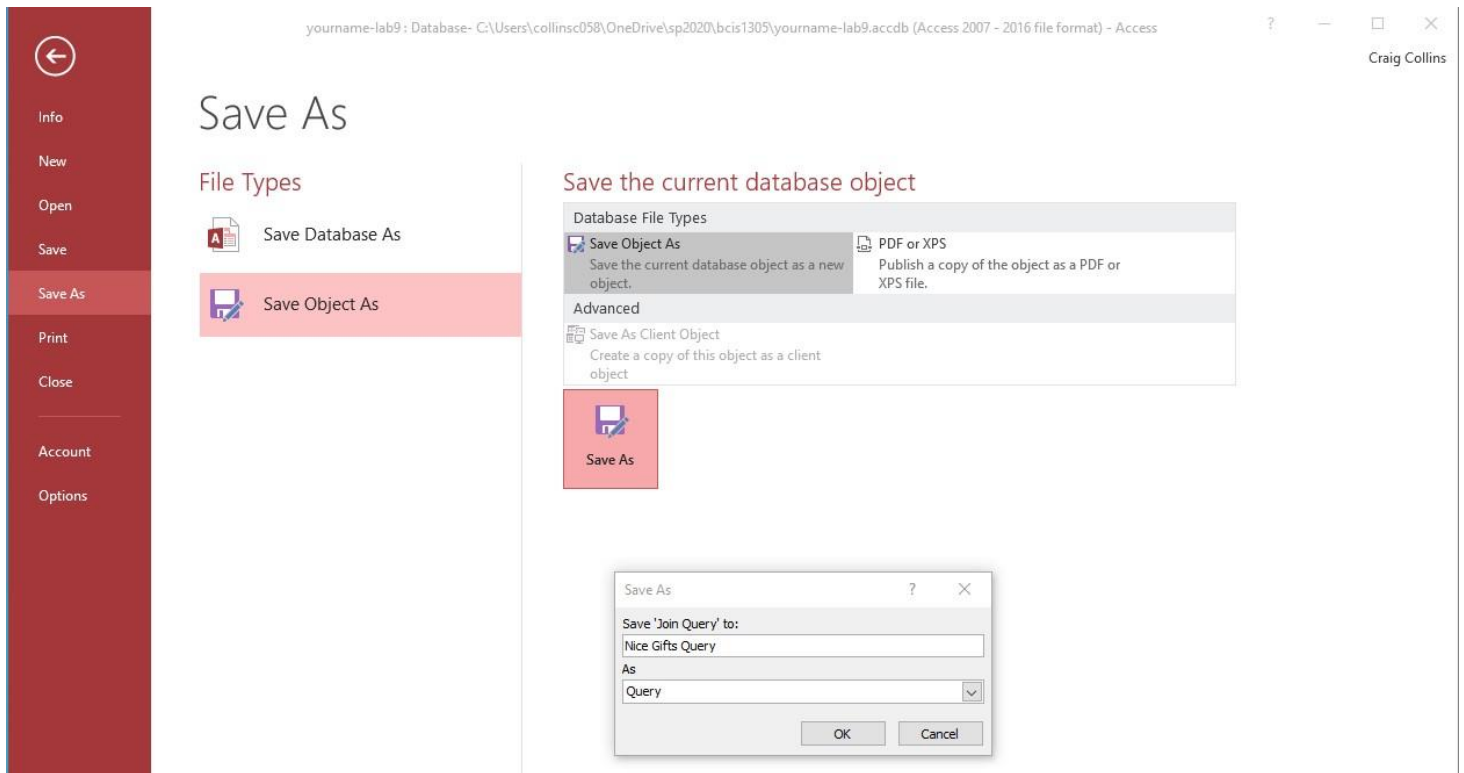 yourname-lab9 : Database- C:\Users\collinsc058\OneDrive\sp2020\bcis1305\yourname-lab9.accdb (Access 2007 - 2016 file format) - Access
?
Craig Collins
Info
New
Open
Save
Save As
Print
Close
Account
Options
Save As
File Types
Save Database As
Save Object As
Save the current database object
Database File Types
Save Object As
Save the current database object as a new
object.
PDF or XPS
Publish a copy of the object as a PDF or
XPS file.
Advanced
Save As Client Object
Create a copy of this object as a client
object
Save As
Save As
?
Save 'Join Query' to:
Nice Gifts Query
As
Query
OK
Cancel